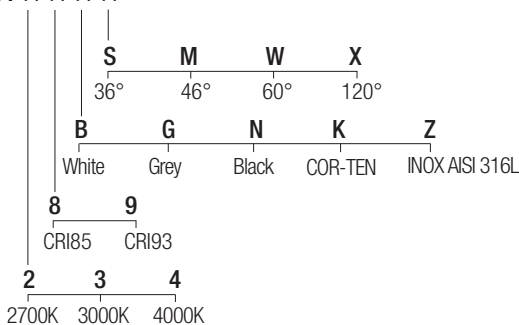 S M W X
36° 46° 60° 120°
B G N K Z
White Grey Black COR-TEN INOX AISI 316L
8 9
CRI85 CRI93
2 3 4
2700K 3000K 4000K